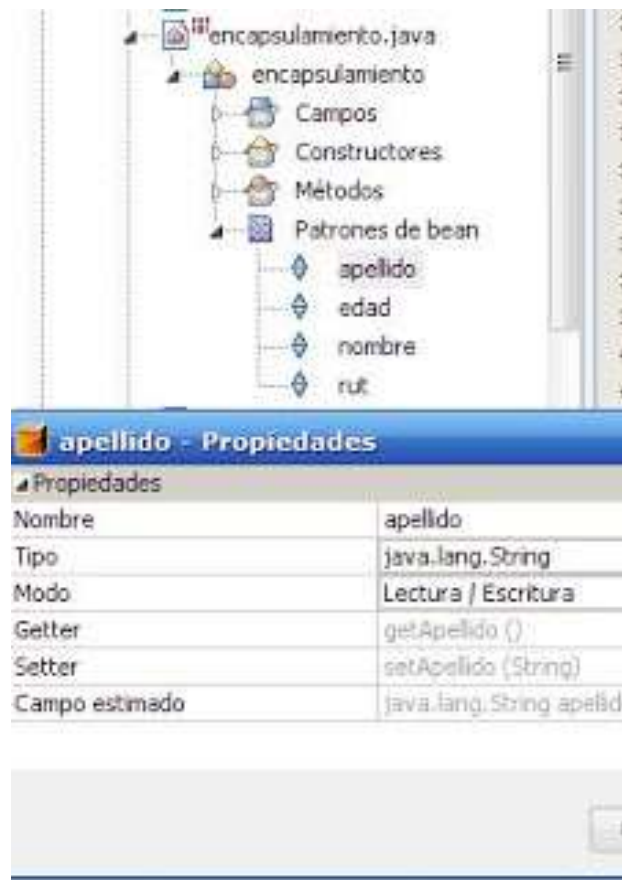 encapsulamiento.java
encapsulamiento
Campos
Constructores
Métodos
Patrones de bean
apellido
edad
nombre
rut
apellido - Propiedades
Propiedades
Nombre apellido
Tipo java.lang.String
Modo Lectura / Escritura
Getter getApellido ()
Setter setApellido (String)
Campo estimado java.lang.String apellid